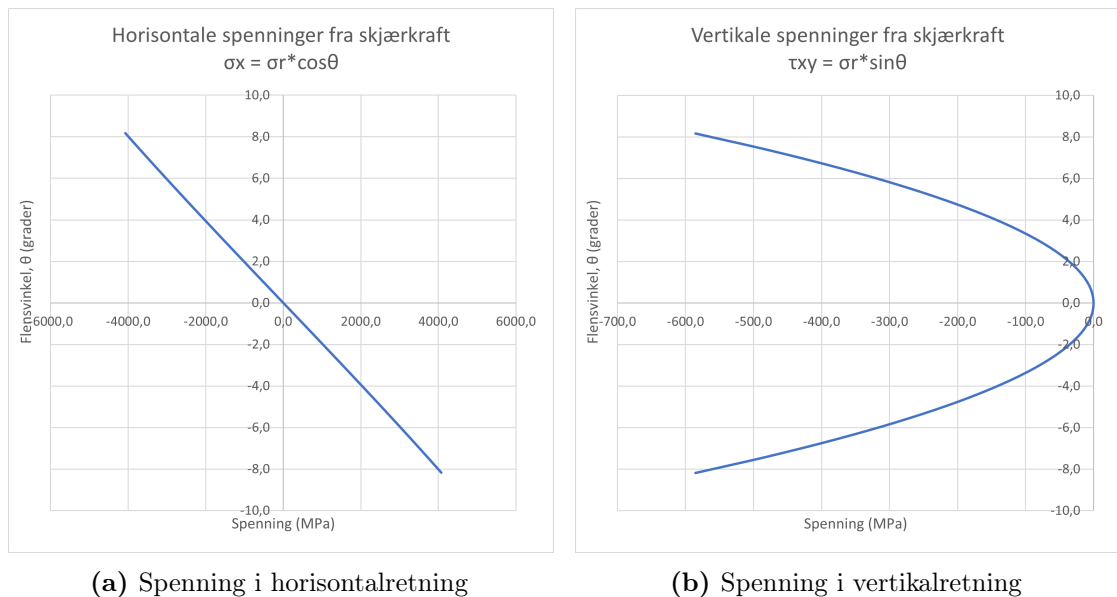 Horisontale spenninger fra skjærkraft
σx = σr*cosθ
10,0
8,0
6,0
4,0
2,0
0,0
-2,0
-4,0
-6,0
-8,0
-10,0
-6000,0 -4000,0 -2000,0 0,0 2000,0 4000,0 6000,0
Flensvinkel, θ (grader)
Spenning (MPa)
(a) Spenning i horisontalretning
Vertikale spenninger fra skjærkraft
τxy = σr*sinθ
10,0
8,0
6,0
4,0
2,0
0,0
-2,0
-4,0
-6,0
-8,0
-10,0
-700,0 -600,0 -500,0 -400,0 -300,0 -200,0 -100,0 0,0
Flensvinkel, θ (grader)
Spenning (MPa)
(b) Spenning i vertikalretning